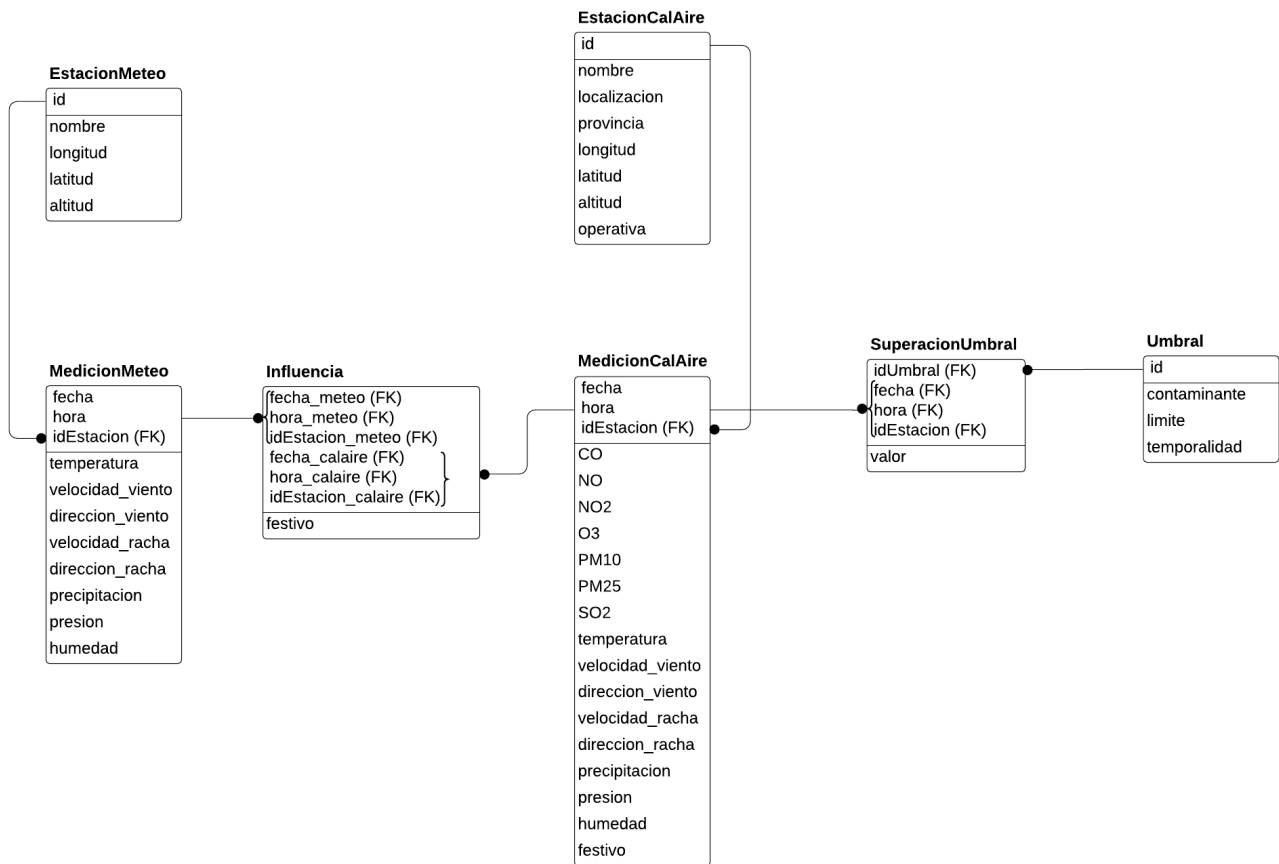 EstacionCalAire
id
nombre
localizacion
provincia
longitud
latitud
altitud
operativa
EstacionMeteo
id
nombre
longitud
latitud
altitud
MedicionMeteo
fecha
hora
idEstacion (FK)
temperatura
velocidad_viento
direccion_viento
velocidad_racha
direccion_racha
precipitacion
presion
humedad
Influencia
fecha_meteo (FK)
hora_meteo (FK)
idEstacion_meteo (FK)
fecha_calaire (FK)
hora_calaire (FK)
idEstacion_calaire (FK)
festivo
MedicionCalAire
fecha
hora
idEstacion (FK)
CO
NO
NO2
O3
PM10
PM25
SO2
temperatura
velocidad_viento
direccion_viento
velocidad_racha
direccion_racha
precipitacion
presion
humedad
festivo
SuperacionUmbral
idUmbral (FK)
fecha (FK)
hora (FK)
idEstacion (FK)
valor
Umbral
id
contaminante
limite
temporalidad